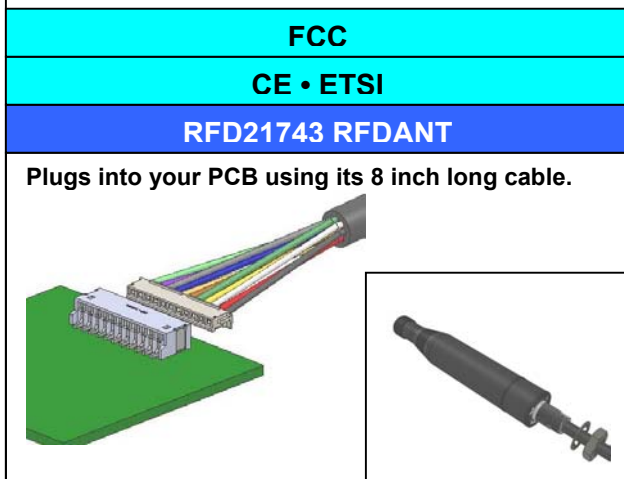 FCC
CE • ETSI
RFD21743 RFDANT
Plugs into your PCB using its 8 inch long cable.